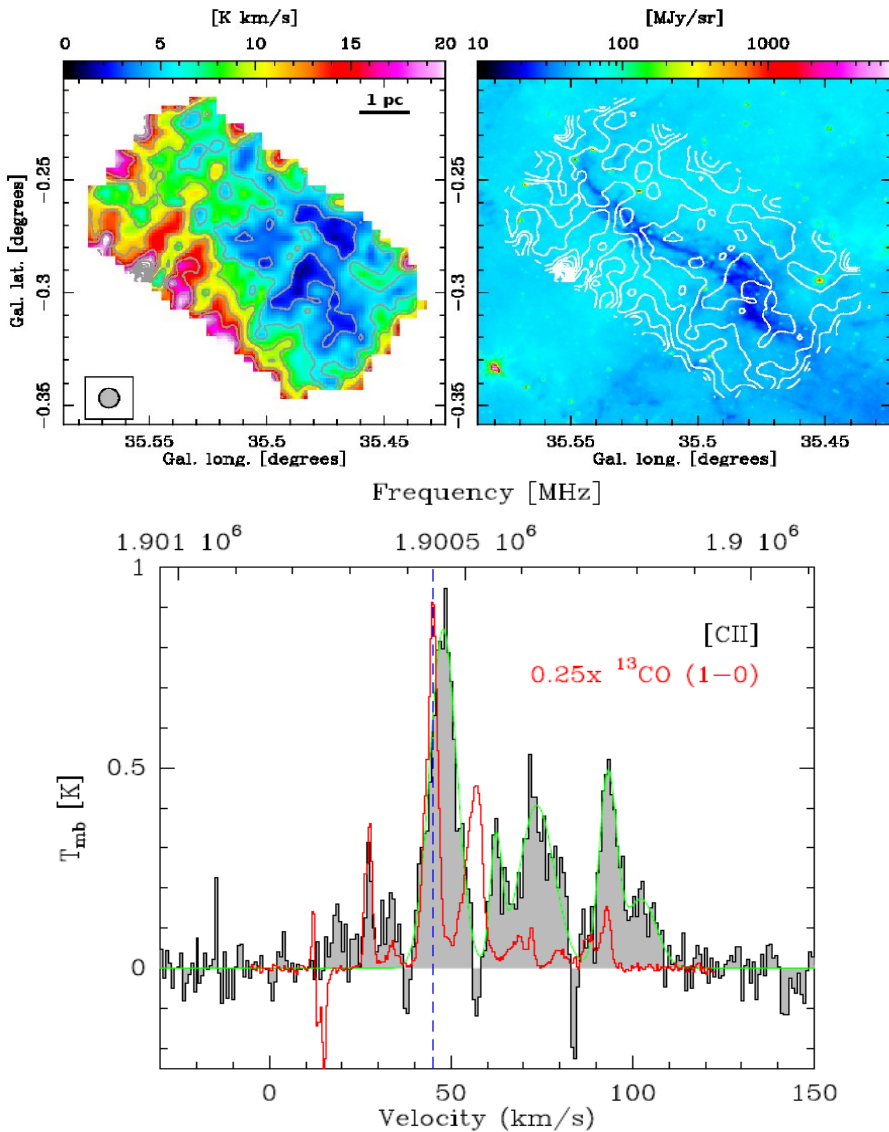 [K km/s]
0 5 10 15 20
1 pc
−0.25
−0.3
−0.35
Gal. lat. [degrees]
35.55 35.5 35.45
Gal. long. [degrees]
[MJy/sr]
10 100 1000
−0.25
−0.3
−0.35
35.55 35.5 35.45
Gal. long. [degrees]
Frequency [MHz]
1.901 10⁶ 1.9005 10⁶ 1.9 10⁶
1
0.5
0
T_mb [K]
[CII]
0.25x ¹³CO (1−0)
0 50 100 150
Velocity (km/s)